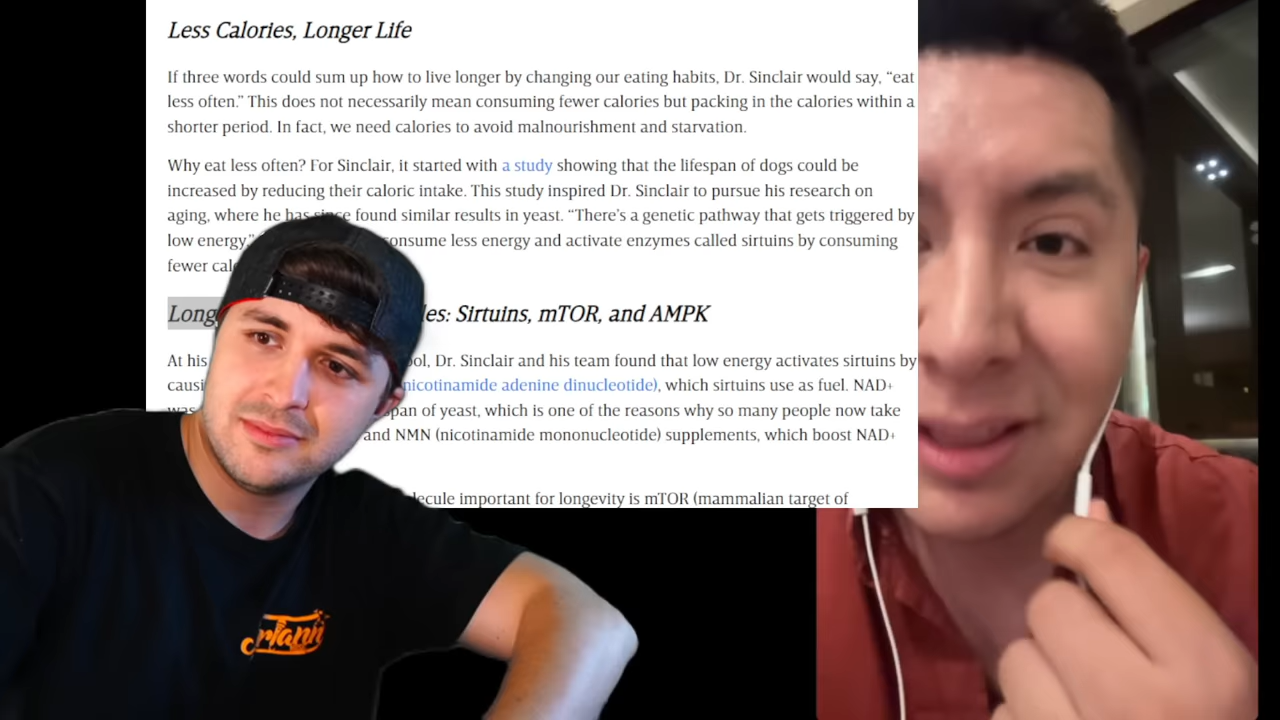 Less Calories, Longer Life
If three words could sum up how to live longer by changing our eating habits, Dr. Sinclair would say, “eat
less often.” This does not necessarily mean consuming fewer calories but packing in the calories within a
shorter period. In fact, we need calories to avoid malnourishment and starvation.
Why eat less often? For Sinclair, it started with a study showing that the lifespan of dogs could be
increased by reducing their caloric intake. This study inspired Dr. Sinclair to pursue his research on
aging, where he has since found similar results in yeast. “There’s a genetic pathway that gets triggered by
low energy,” consume less energy and activate enzymes called sirtuins by consuming
fewer
Sirtuins, mTOR, and AMPK
At his Dr. Sinclair and his team found that low energy activates sirtuins by
nicotinamide adenine dinucleotide), which sirtuins use as fuel. NAD+
of yeast, which is one of the reasons why so many people now take
and NMN (nicotinamide mononucleotide) supplements, which boost NAD+
important for longevity is mTOR (mammalian target of